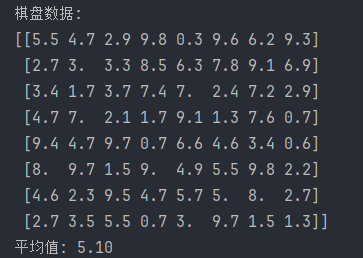 棋盘数据:
[[5.5 4.7 2.9 9.8 0.3 9.6 6.2 9.3]
 [2.7 3.  3.3 8.5 6.3 7.8 9.1 6.9]
 [3.4 1.7 3.7 7.4 7.  2.4 7.2 2.9]
 [4.7 7.  2.1 1.7 9.1 1.3 7.6 0.7]
 [9.4 4.7 9.7 0.7 6.6 4.6 3.4 0.6]
 [8.  9.7 1.5 9.  4.9 5.5 9.8 2.2]
 [4.6 2.3 9.5 4.7 5.7 5.  8.  2.7]
 [2.7 3.5 5.5 0.7 3.  9.7 1.5 1.3]]
平均值: 5.10